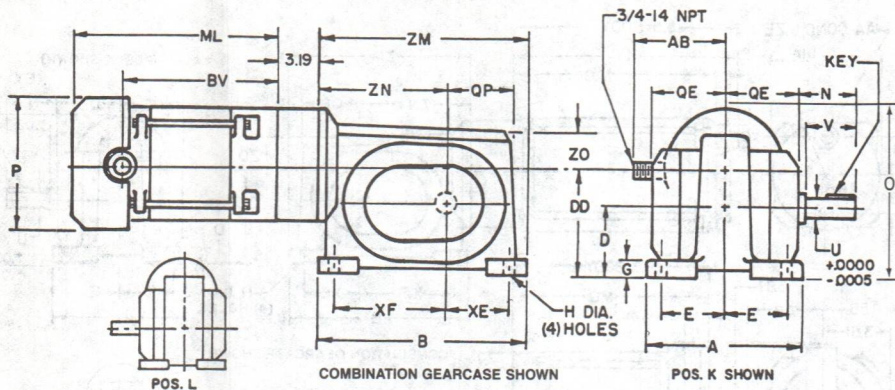 ML
ZM
3/4-14 NPT
AB
KEY
BV
3.19
ZN
QP
QE
QE
N
V
P
ZO
DD
D
G
O
U
+.0000
-.0005
XF
XE
H DIA.
(4) HOLES
E
E
B
A
POS. L
COMBINATION GEARCASE SHOWN
POS. K SHOWN